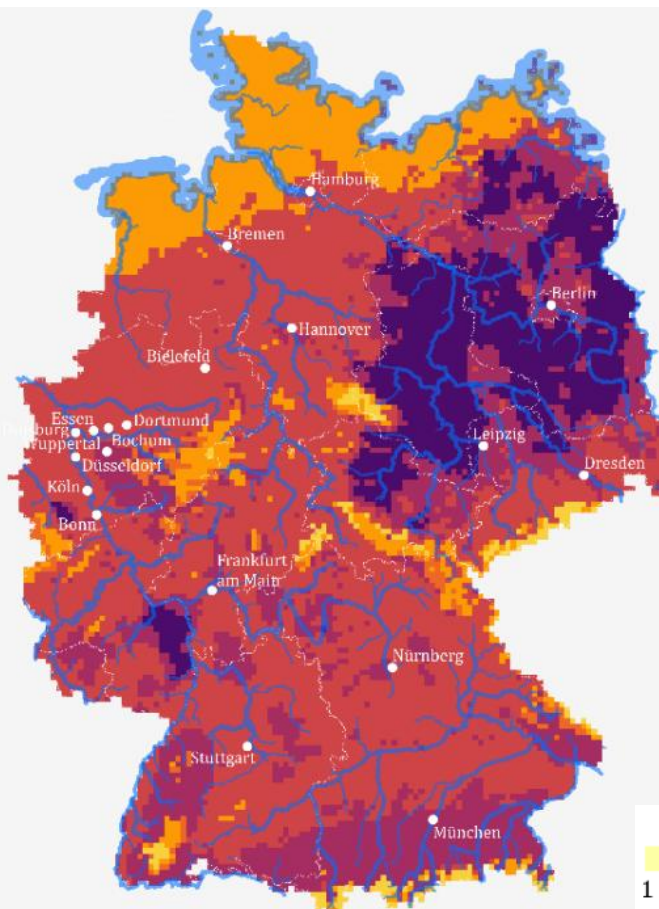 Hamburg
Bremen
Berlin
Hannover
Bielefeld
Essen
Dortmund
Bochum
Düsseldorf
Leipzig
Dresden
Köln
Bonn
Frankfurt
am Main
Nürnberg
Stuttgart
München
1